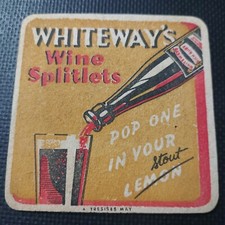 WHITEWAY'S
Wine
Splitlets
POP ONE
IN YOUR
Stout
LEMON